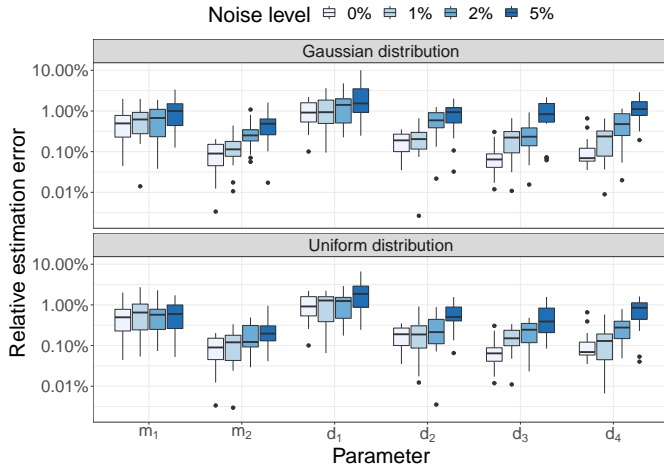 Noise level 0% 1% 2% 5%
Gaussian distribution
10.00%
1.00%
0.10%
0.01%
Uniform distribution
10.00%
1.00%
0.10%
0.01%
Relative estimation error
m₁ m₂ d₁ d₂ d₃ d₄
Parameter